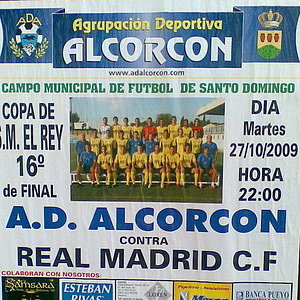 Agrupación Deportiva
ALCORCON
www.adalcorcon.com
CAMPO MUNICIPAL DE FUTBOL DE SANTO DOMINGO
COPA DE
S.M. EL REY
16º
de FINAL
DIA
Martes
27/10/2009
HORA
22:00
A.D. ALCORCON
CONTRA
REAL MADRID C.F
COLABORAN CON NOSOTROS
Samsara
ESTEBAN
RIVAS
BANCA PUEYO